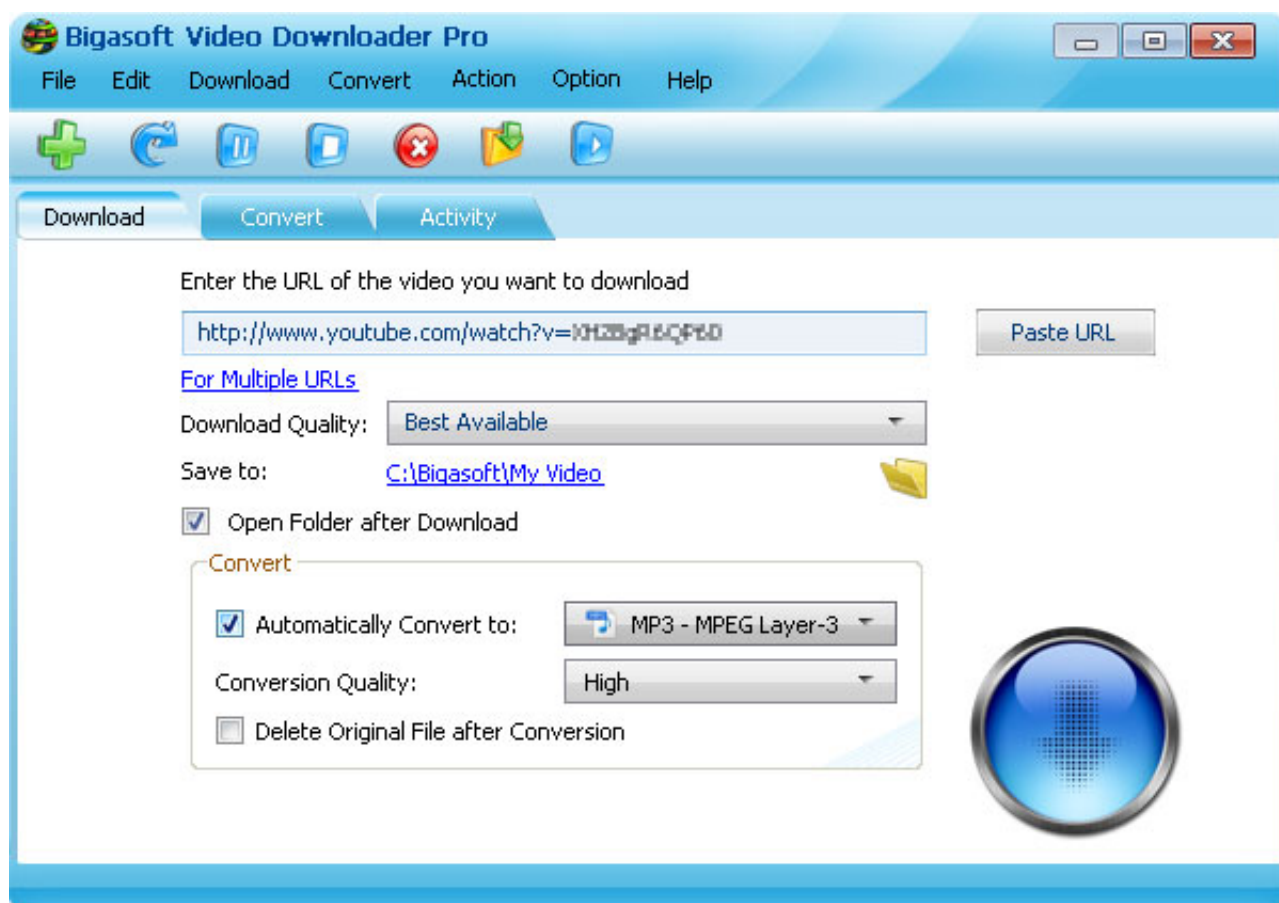 Bigasoft Video Downloader Pro
File Edit Download Convert Action Option Help
Download Convert Activity
Enter the URL of the video you want to download
http://www.youtube.com/watch?v= Paste URL
For Multiple URLs
Download Quality: Best Available
Save to: C:\Bigasoft\My Video
Open Folder after Download
Convert
Automatically Convert to: MP3 - MPEG Layer-3
Conversion Quality: High
Delete Original File after Conversion